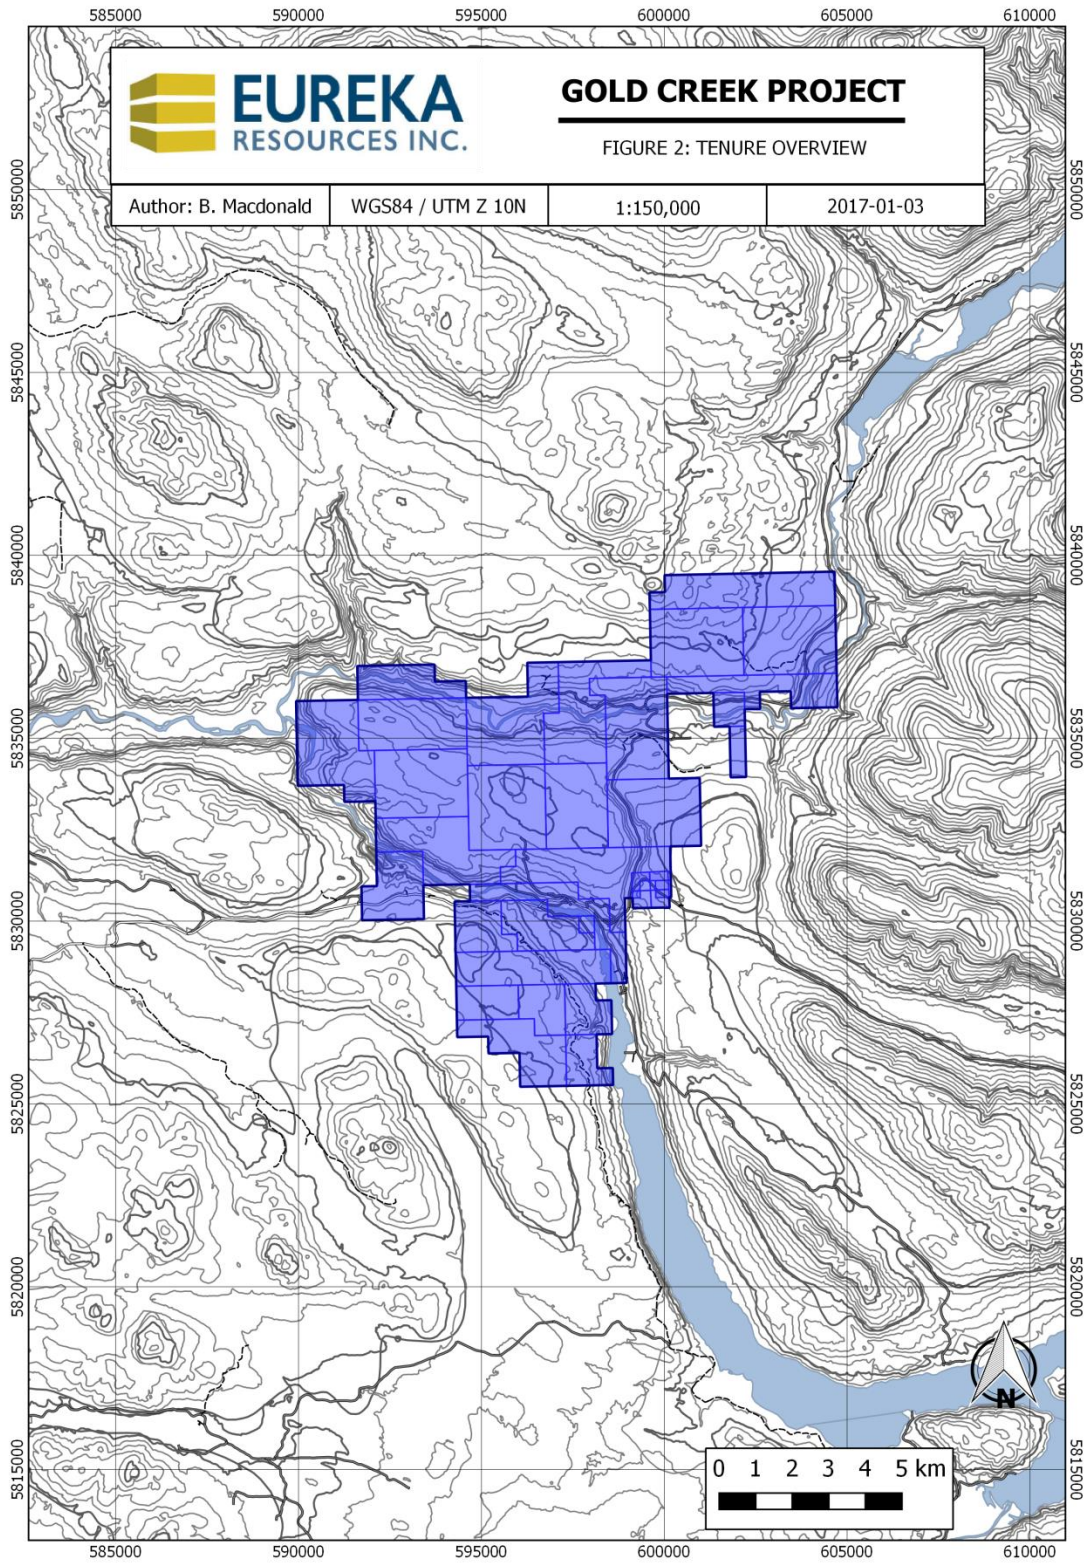 585000 590000 595000 600000 605000 610000
EUREKA
RESOURCES INC.
GOLD CREEK PROJECT
FIGURE 2: TENURE OVERVIEW
Author: B. Macdonald
WGS84 / UTM Z 10N
1:150,000
2017-01-03
5850000 5850000
5845000 5845000
5840000 5840000
5835000 5835000
5830000 5830000
5825000 5825000
5820000 5820000
5815000 5815000
N
0 1 2 3 4 5 km
585000 590000 595000 600000 605000 610000